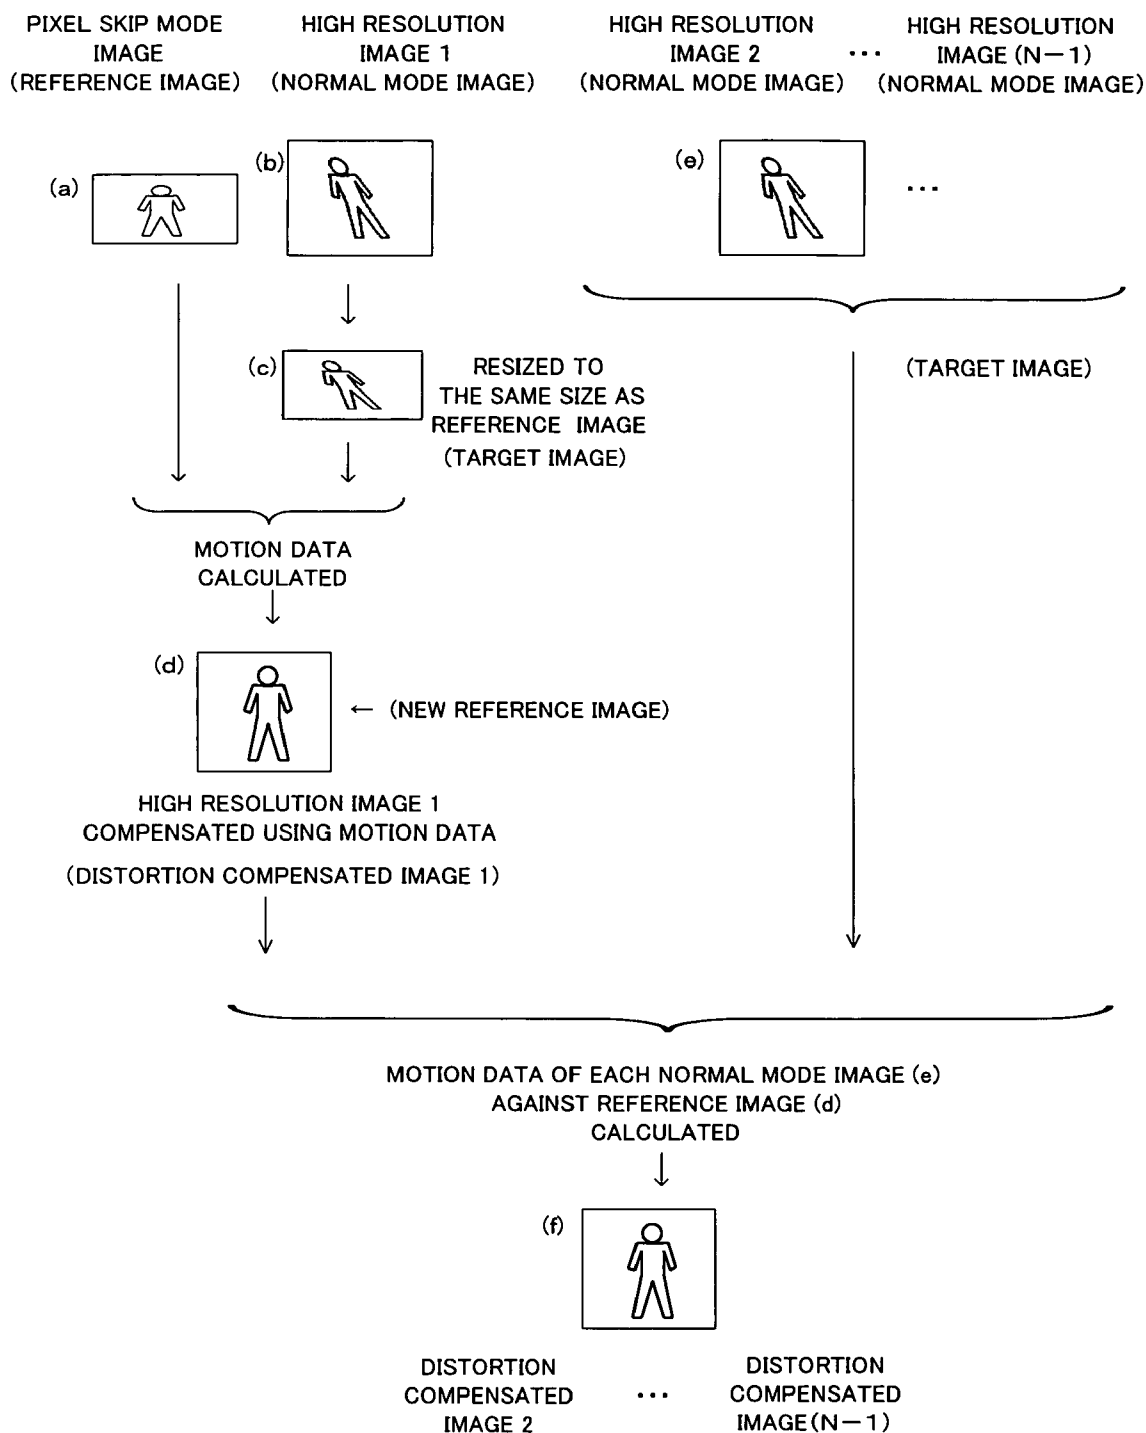 PIXEL SKIP MODE
IMAGE
(REFERENCE IMAGE)
HIGH RESOLUTION
IMAGE 1
(NORMAL MODE IMAGE)
HIGH RESOLUTION
IMAGE 2
(NORMAL MODE IMAGE)
...
HIGH RESOLUTION
IMAGE (N−1)
(NORMAL MODE IMAGE)
(a)
(b)
(e)
...
(c)
RESIZED TO
THE SAME SIZE AS
REFERENCE IMAGE
(TARGET IMAGE)
(TARGET IMAGE)
MOTION DATA
CALCULATED
(d)
← (NEW REFERENCE IMAGE)
HIGH RESOLUTION IMAGE 1
COMPENSATED USING MOTION DATA
(DISTORTION COMPENSATED IMAGE 1)
MOTION DATA OF EACH NORMAL MODE IMAGE (e)
AGAINST REFERENCE IMAGE (d)
CALCULATED
(f)
DISTORTION
COMPENSATED
IMAGE 2
...
DISTORTION
COMPENSATED
IMAGE(N−1)